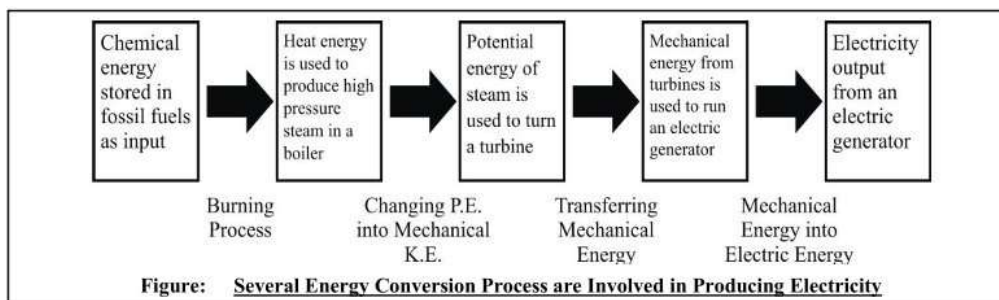 Chemical
energy
stored in
fossil fuels
as input
Heat energy
is used to
produce high
pressure
steam in a
boiler
Potential
energy of
steam is
used to turn
a turbine
Mechanical
energy from
turbines is
used to run
an electric
generator
Electricity
output
from an
electric
generator
Burning
Process
Changing P.E.
into Mechanical
K.E.
Transferring
Mechanical
Energy
Mechanical
Energy into
Electric Energy
Figure: Several Energy Conversion Process are Involved in Producing Electricity